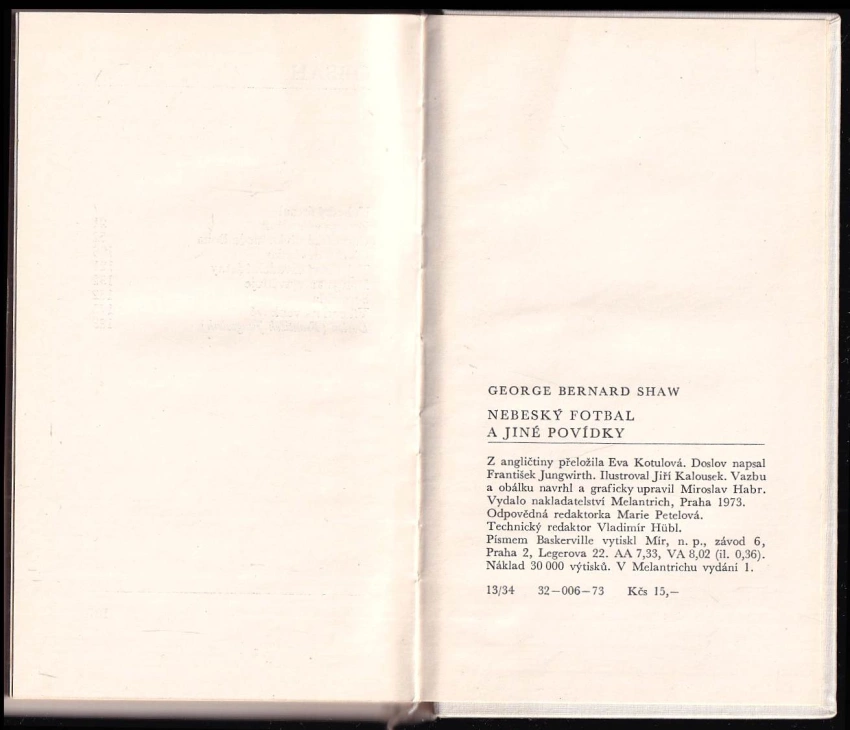 GEORGE BERNARD SHAW
NEBESKÝ FOTBAL
A JINÉ POVÍDKY
Z angličtiny přeložila Eva Kotulová. Doslov napsal
František Jungwirth. Ilustroval Jiří Kalousek. Vazbu
a obálku navrhl a graficky upravil Miroslav Habr.
Vydalo nakladatelství Melantrich, Praha 1973.
Odpovědná redaktorka Marie Petelová.
Technický redaktor Vladimír Hübl.
Písmem Baskerville vytiskl Mír, n. p., závod 6,
Praha 2, Legerova 22. AA 7,33, VA 8,02 (il. 0,36).
Náklad 30 000 výtisků. V Melantrichu vydání 1.
13/34 32—006—73 Kčs 15,—